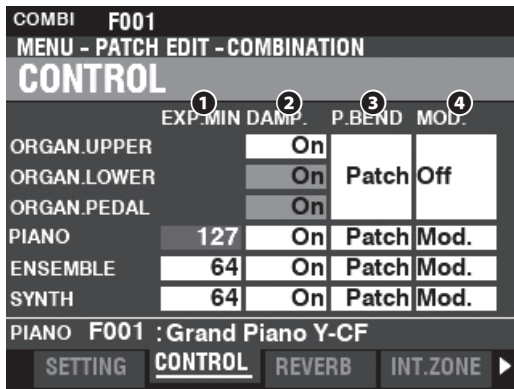 COMBI F001
MENU - PATCH EDIT - COMBINATION
CONTROL
1 2 3 4
EXP.MIN DAMP. P.BEND MOD.
ORGAN.UPPER On
ORGAN.LOWER On Patch Off
ORGAN.PEDAL On
PIANO 127 On Patch Mod.
ENSEMBLE 64 On Patch Mod.
SYNTH 64 On Patch Mod.
PIANO F001 :Grand Piano Y-CF
SETTING CONTROL REVERB INT.ZONE